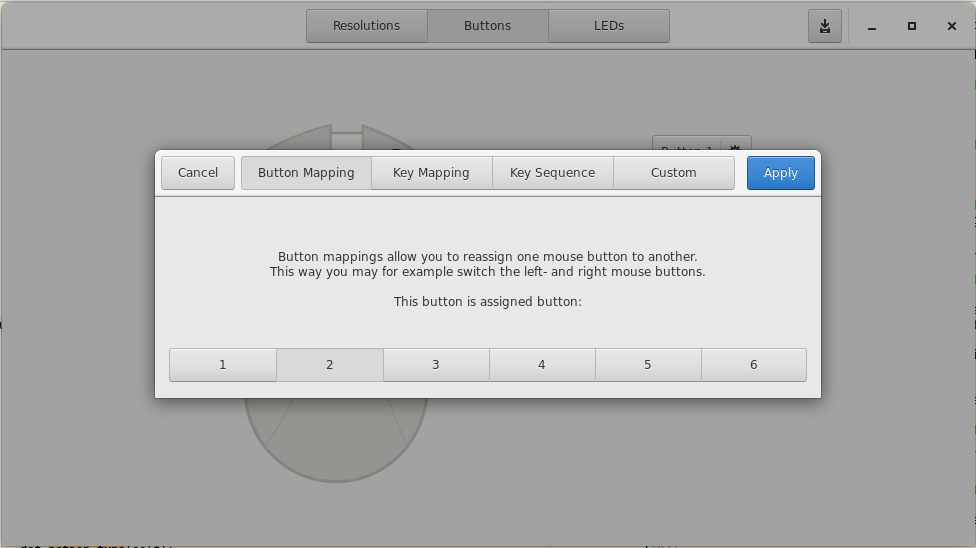 Resolutions
Buttons
LEDs
Button 1
Cancel
Button Mapping
Key Mapping
Key Sequence
Custom
Apply
Button mappings allow you to reassign one mouse button to another.
This way you may for example switch the left- and right mouse buttons.
This button is assigned button:
1
2
3
4
5
6